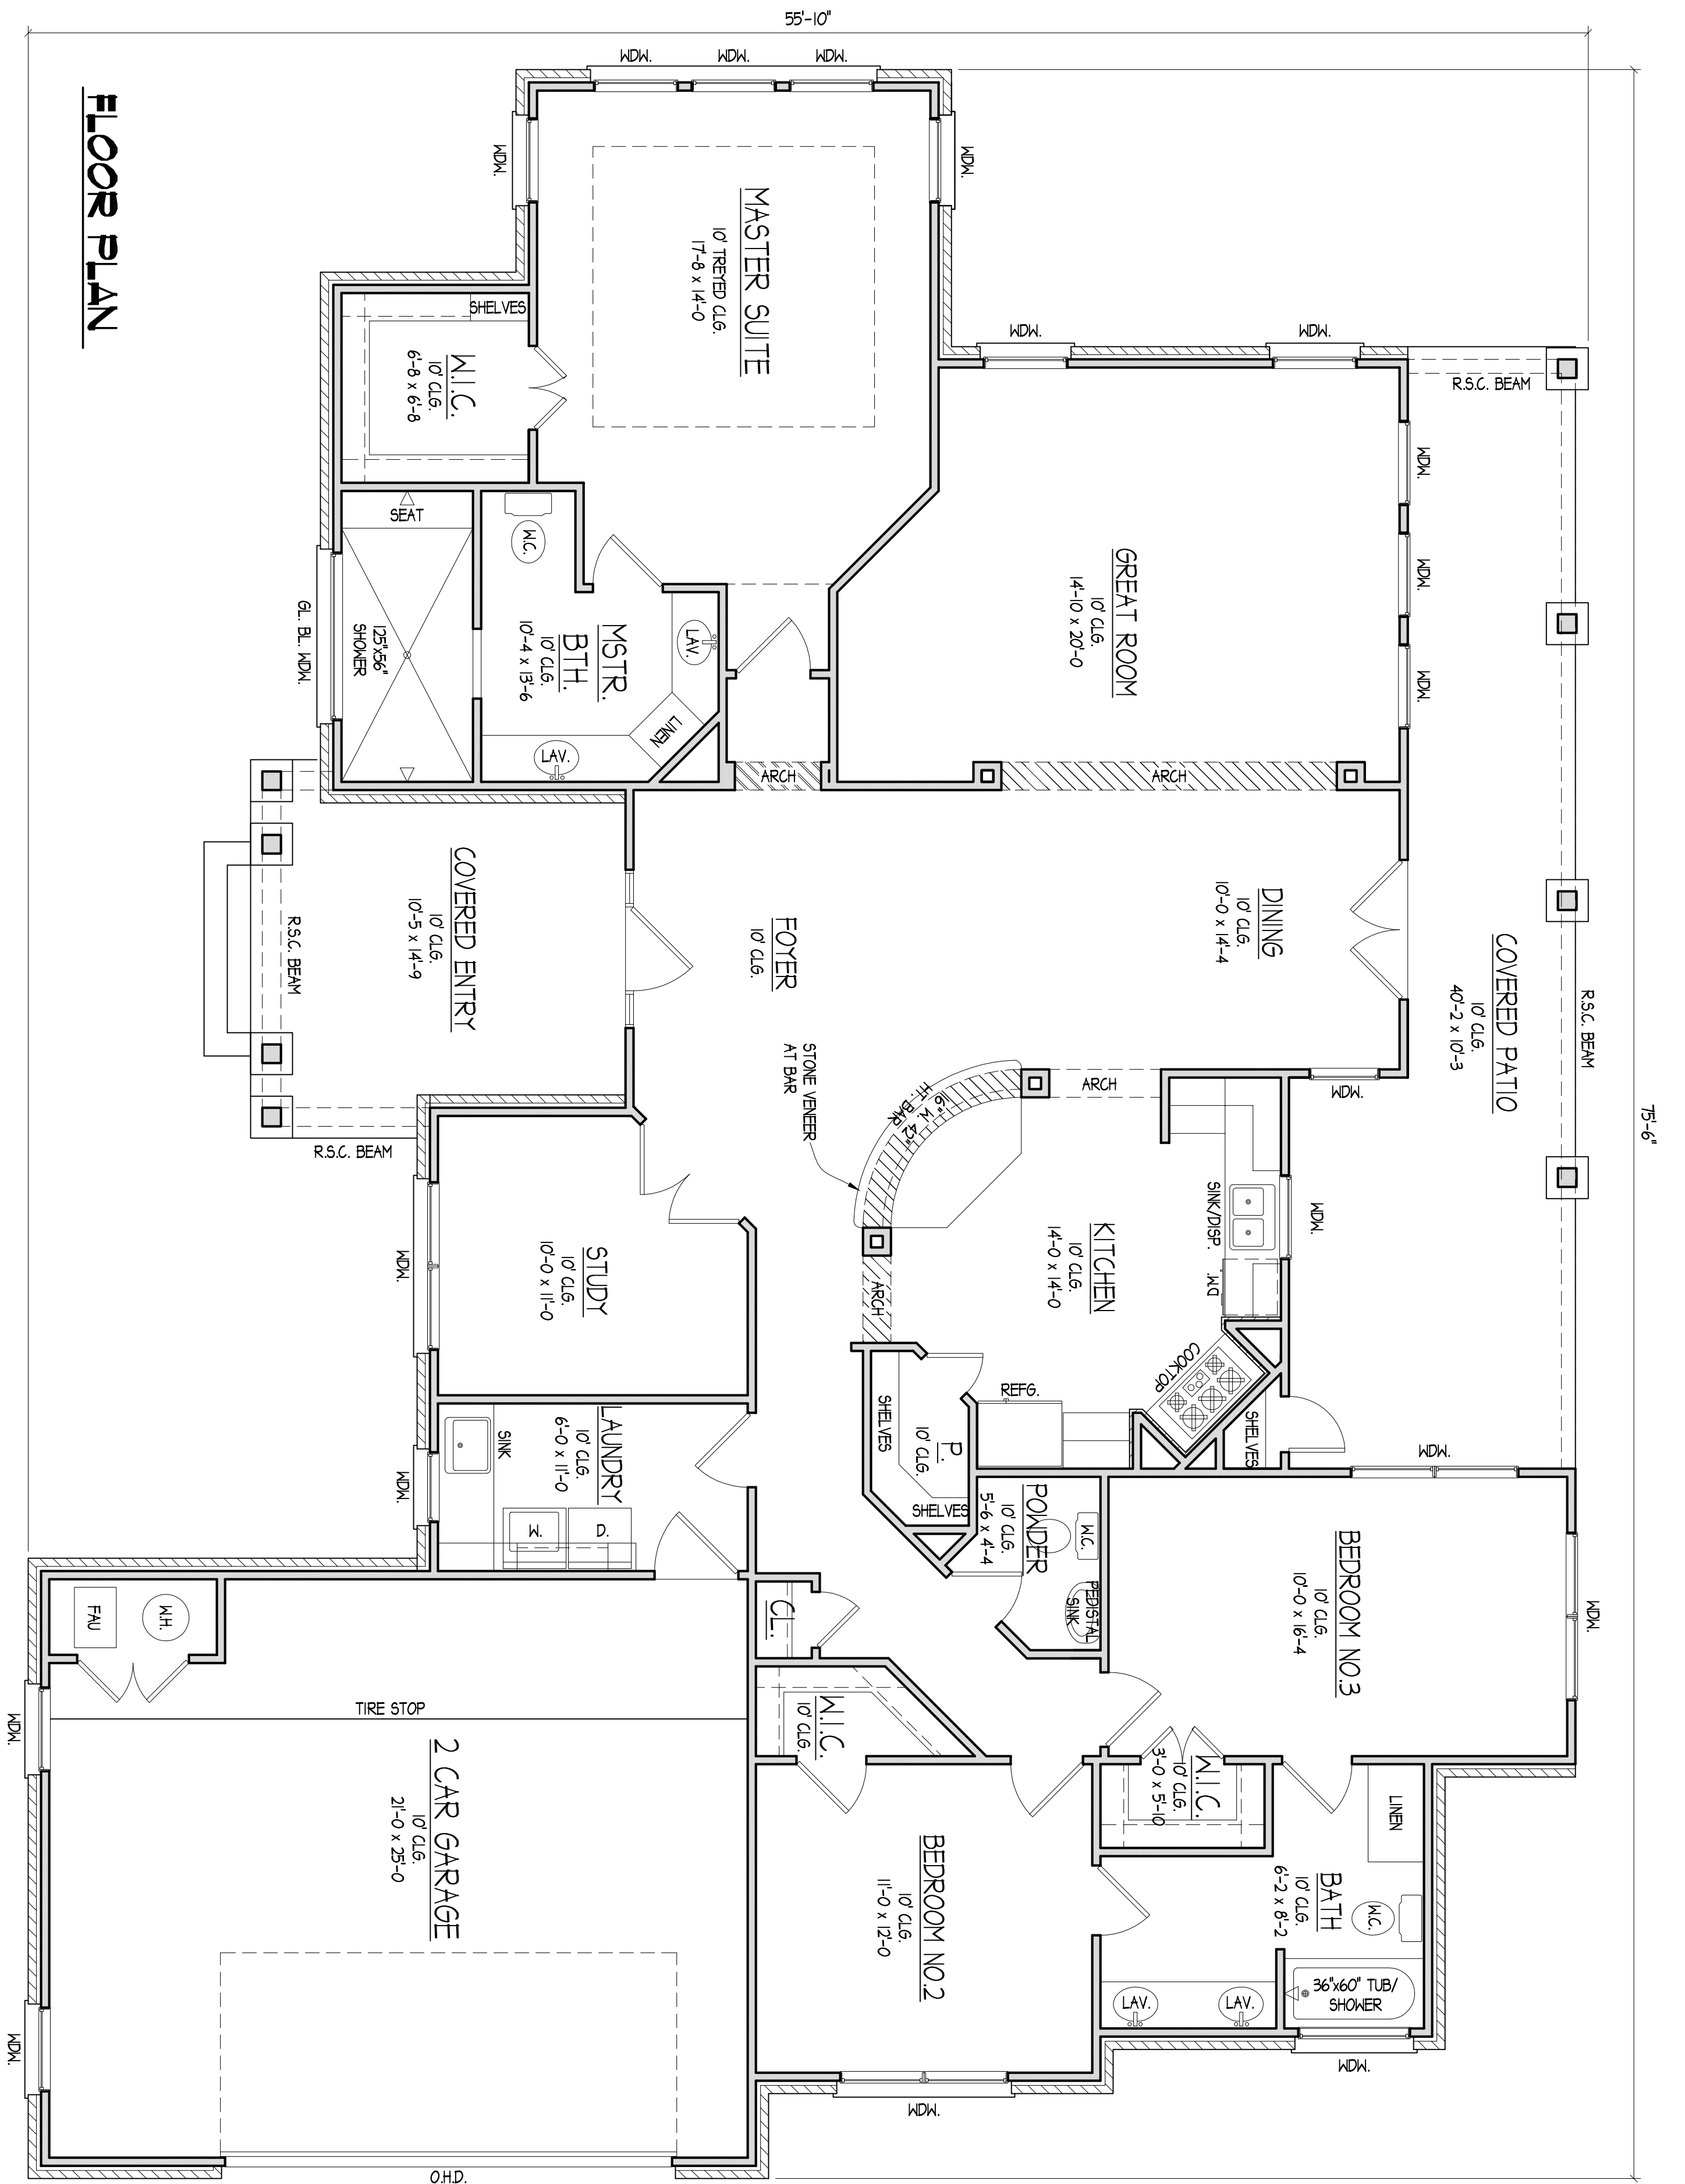 FLOOR PLAN
55'-10"
75'-6"
WDW.
WDW.
WDW.
WDW.
WDW.
MASTER SUITE
10' TREYED CLG.
17'-8 x 14'-0
SHELVES
W.I.C.
10' CLG.
6'-8 x 6'-8
SEAT
125"x56"
SHOWER
GL. BL. WDW.
W.C.
MSTR.
BTH.
10' CLG.
10'-4 x 13'-6
LAV.
LINEN
LAV.
WDW.
WDW.
GREAT ROOM
10' CLG.
14'-10 x 20'-0
WDW.
WDW.
WDW.
ARCH
ARCH
R.S.C. BEAM
R.S.C. BEAM
COVERED PATIO
10' CLG.
40'-2 x 10'-3
DINING
10' CLG.
10'-0 x 14'-4
WDW.
FOYER
10' CLG.
COVERED ENTRY
10' CLG.
10'-5 x 14'-9
R.S.C. BEAM
R.S.C. BEAM
STONE VENEER
AT BAR
16" W. 42"
HT. BAR
ARCH
ARCH
KITCHEN
10' CLG.
14'-0 x 14'-0
SINK/DISP.
D.W.
WDW.
COOKTOP
REFG.
SHELVES
P.
10' CLG.
SHELVES
SHELVES
STUDY
10' CLG.
10'-0 x 11'-0
WDW.
LAUNDRY
10' CLG.
6'-0 x 11'-0
SINK
W.
D.
WDW.
POWDER
10' CLG.
5'-6 x 4'-4
W.C.
PEDISTAL
SINK
BEDROOM NO.3
10' CLG.
10'-0 x 16'-4
WDW.
WDW.
CL.
W.I.C.
10' CLG.
W.I.C.
10' CLG.
3'-0 x 5'-10
LINEN
BATH
10' CLG.
6'-2 x 8'-2
W.C.
36"x60" TUB/
SHOWER
LAV.
LAV.
WDW.
BEDROOM NO.2
10' CLG.
11'-0 x 12'-0
WDW.
FAU
W.H.
TIRE STOP
2 CAR GARAGE
10' CLG.
21'-0 x 25'-0
WDW.
WDW.
O.H.D.